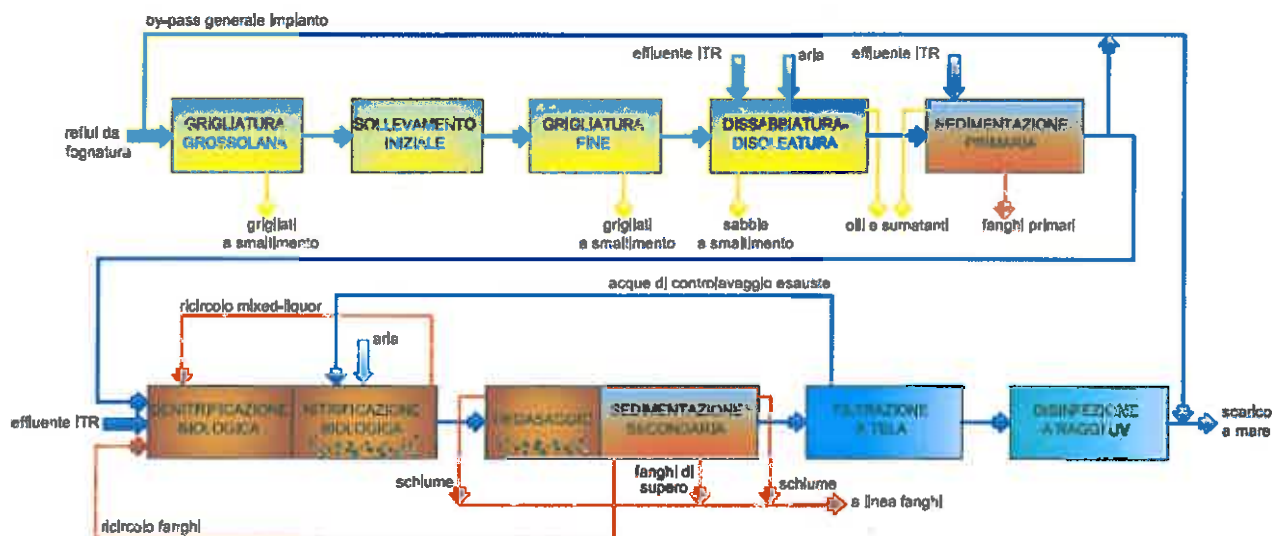 by-pass generale impianto
effluente ITR
aria
effluente ITR
reflui da
fognatura
GRIGLIATURA
GROSSOLANA
SOLLEVAMENTO
INIZIALE
GRIGLIATURA
FINE
DISSABBIATURA-
DISOLEATURA
SEDIMENTAZIONE
PRIMARIA
grigliati
a smaltimento
grigliati
a smaltimento
sabbie
a smaltimento
olii e surnatanti
fanghi primari
acque di controlavaggio esauste
ricircolo mixed-liquor
aria
effluente ITR
DENITRIFICAZIONE
BIOLOGICA
NITRIFICAZIONE
BIOLOGICA
DEGASAGGIO
SEDIMENTAZIONE
SECONDARIA
FILTRAZIONE
A TELA
DISINFEZIONE
A RAGGI UV
scarico
a mare
schiume
fanghi di
supero
schiume
a linea fanghi
ricircolo fanghi